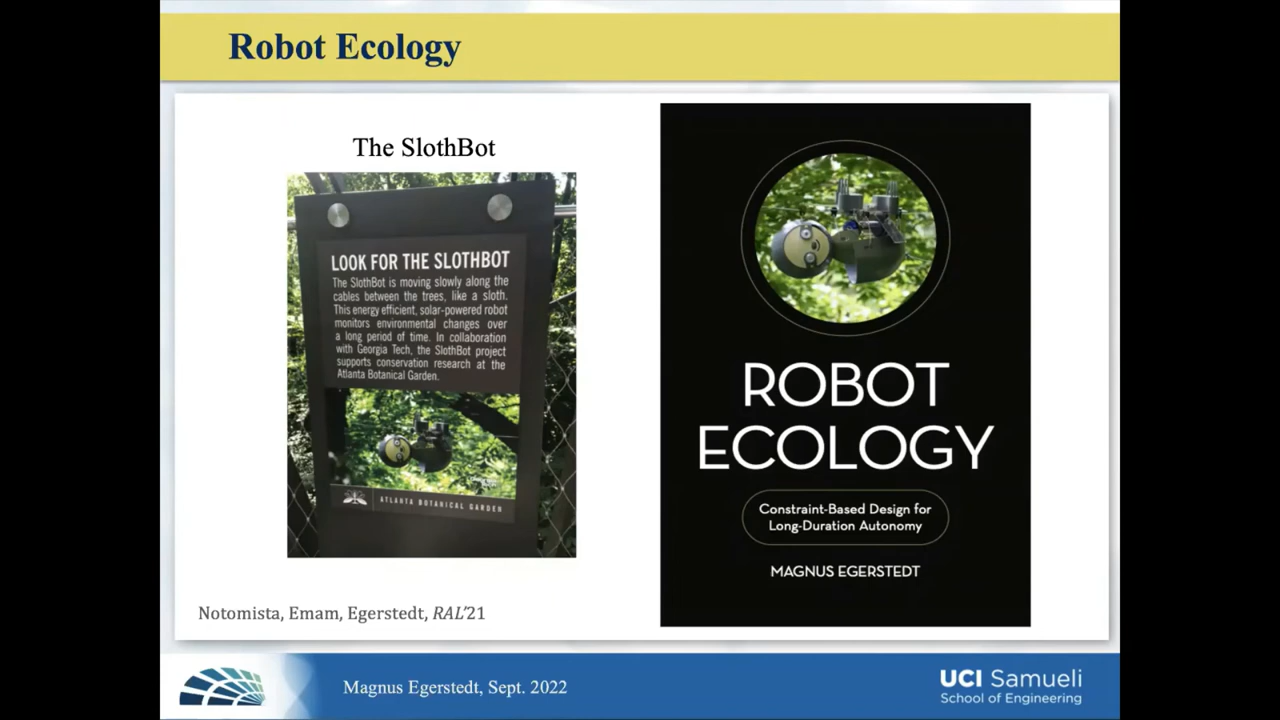 Robot Ecology
The SlothBot
LOOK FOR THE SLOTHBOT
The SlothBot is moving slowly along the
cables between the trees, like a sloth.
This energy efficient, solar-powered robot
monitors environmental changes over
a long period of time. In collaboration
with Georgia Tech, the SlothBot project
supports conservation research at the
Atlanta Botanical Garden.
ATLANTA BOTANICAL GARDEN
Notomista, Emam, Egerstedt, RAL'21
ROBOT
ECOLOGY
Constraint-Based Design for
Long-Duration Autonomy
MAGNUS EGERSTEDT
Magnus Egerstedt, Sept. 2022
UCI Samueli
School of Engineering